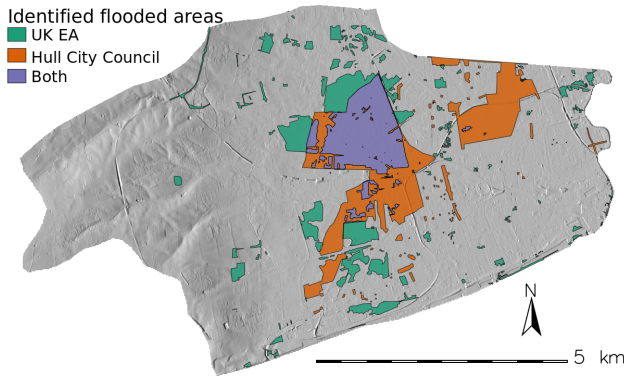 Identified flooded areas
UK EA
Hull City Council
Both
N
5 km